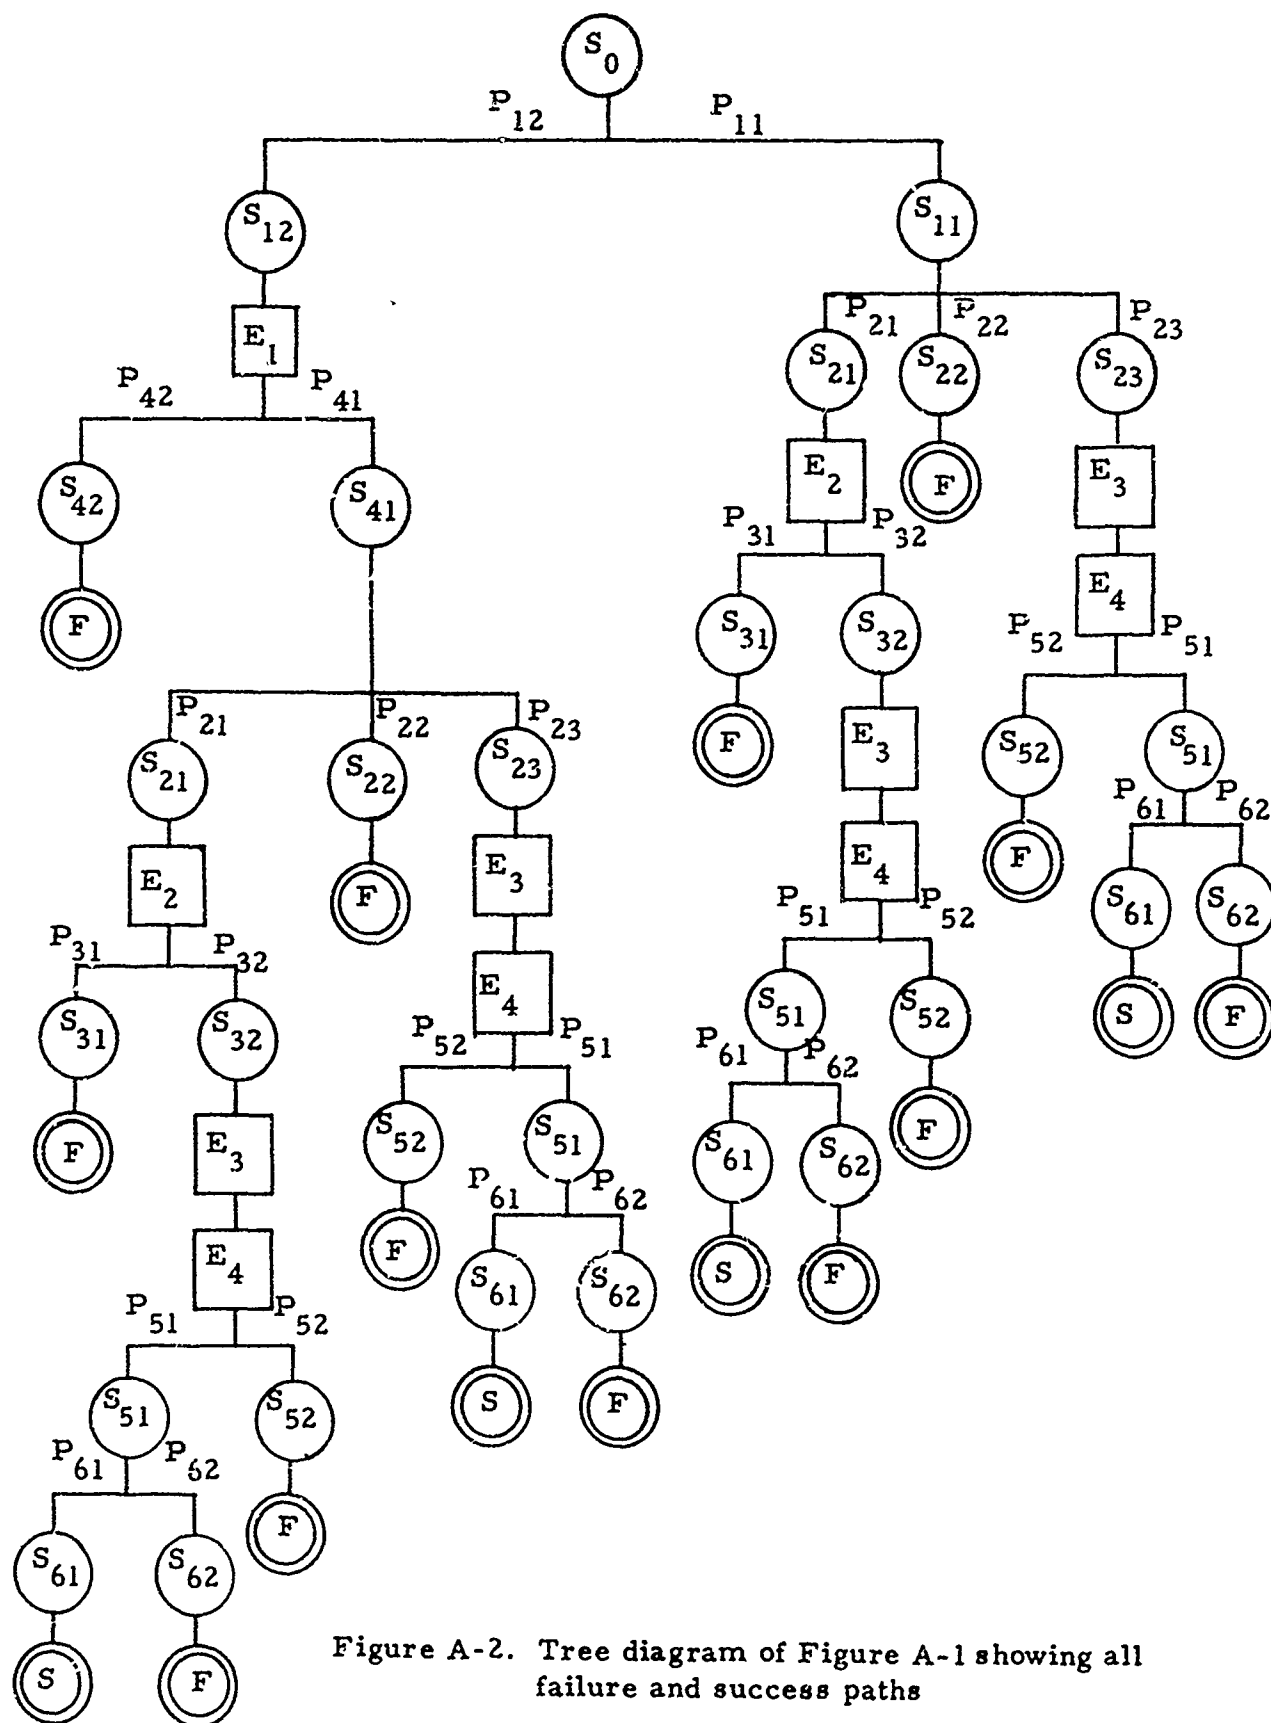 S0
P12 P11
S12 S11
P21 P22 P23
E1
S21 S22 S23
P42 P41
E2 F E3
S42 S41
P31 P32
E4
F
S31 S32
P52 P51
P21 P22 P23
F E3
S52 S51
S21 S22 S23
P61 P62
E4
F
E2 F E3
P51 P52
S61 S62
P31 P32
E4
S51 S52
S F
S31 S32
P52 P51
P61 P62
F E3
S52 S51
S61 S62
F
P61 P62
E4
F
S61 S62
S F
P51 P52
S51 S52
S F
P61 P62
F
S61 S62
S F
Figure A-2. Tree diagram of Figure A-1 showing all
failure and success paths